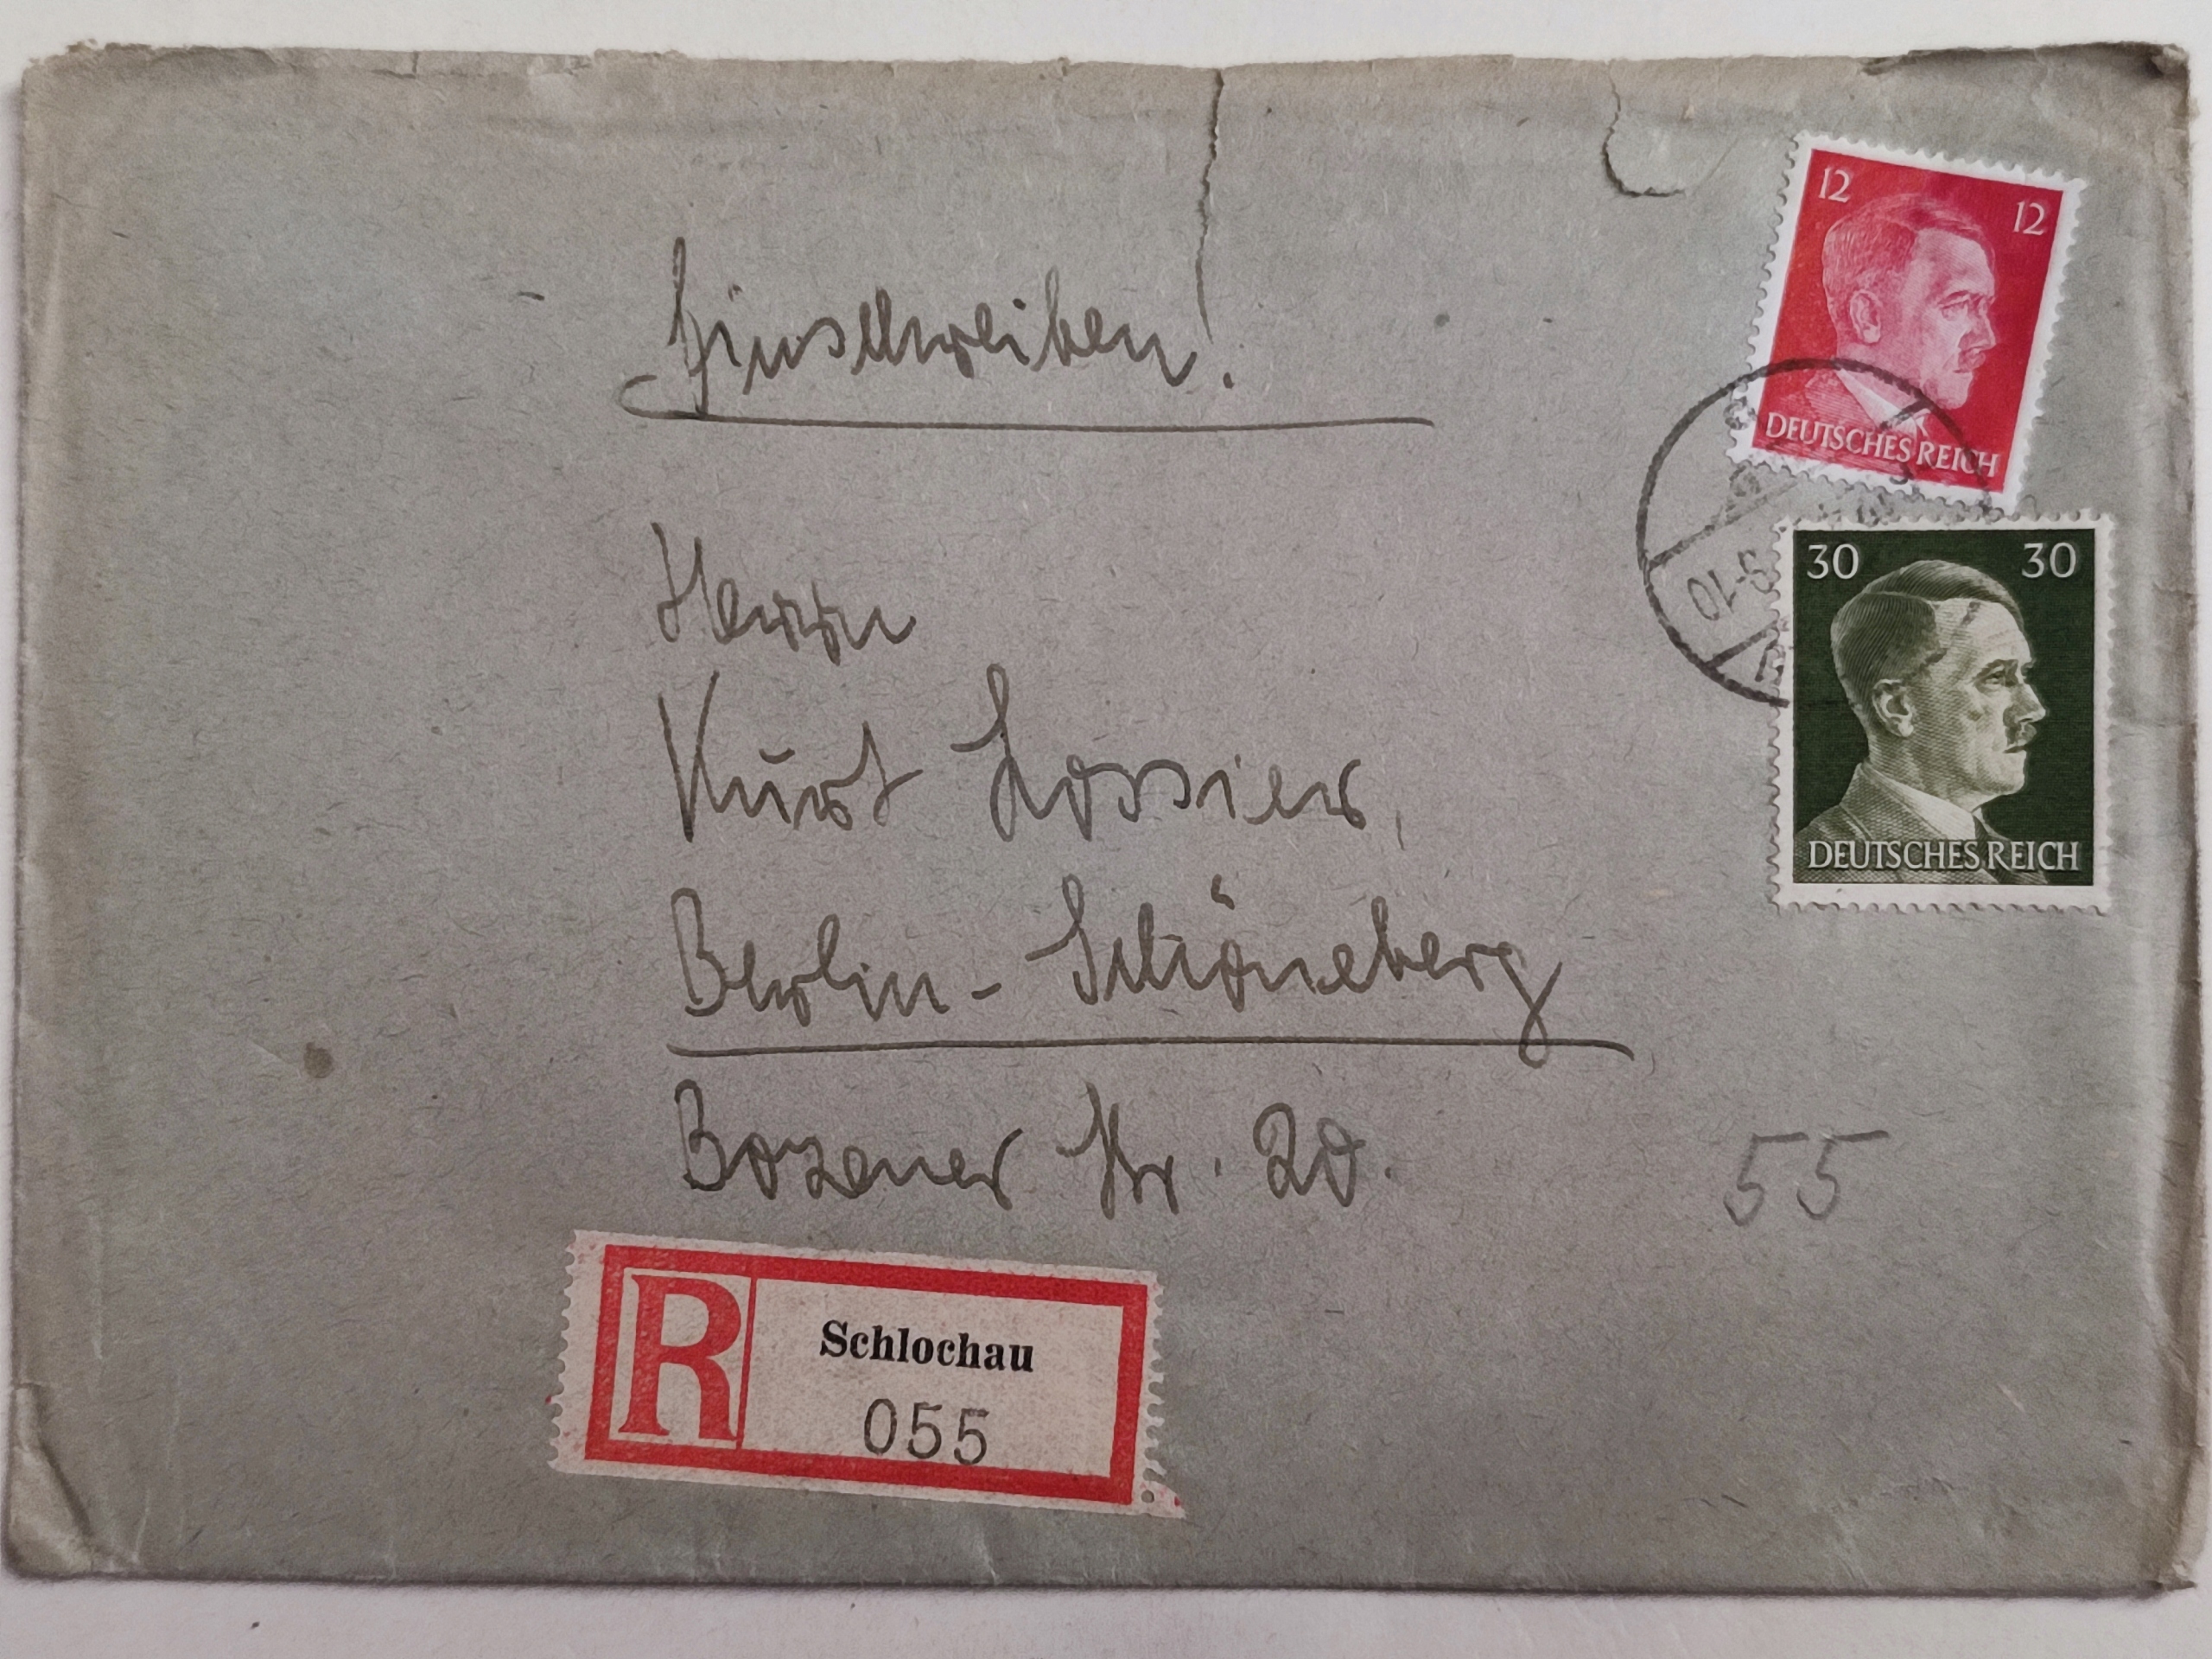 Einschreiben.
12 12
DEUTSCHES REICH
30 30
DEUTSCHES REICH
Herrn
Kurt Lossier,
Berlin-Schöneberg
Bozener Str. 20.
55
R Schlochau
055